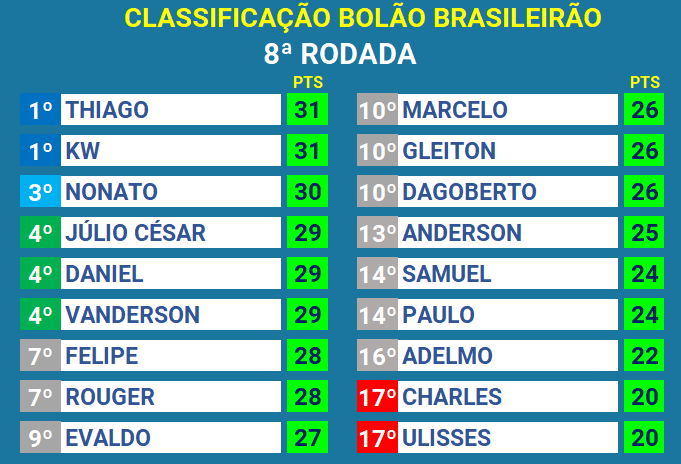 CLASSIFICAÇÃO BOLÃO BRASILEIRÃO
8ª RODADA
PTS
1º THIAGO 31
1º KW 31
3º NONATO 30
4º JÚLIO CÉSAR 29
4º DANIEL 29
4º VANDERSON 29
7º FELIPE 28
7º ROUGER 28
9º EVALDO 27
PTS
10º MARCELO 26
10º GLEITON 26
10º DAGOBERTO 26
13º ANDERSON 25
14º SAMUEL 24
14º PAULO 24
16º ADELMO 22
17º CHARLES 20
17º ULISSES 20